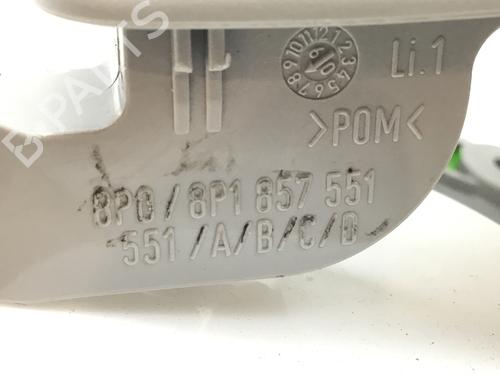 Li.1
>POM<
8P0/8P1 857 551
551/A/B/C/D
B-PARTS